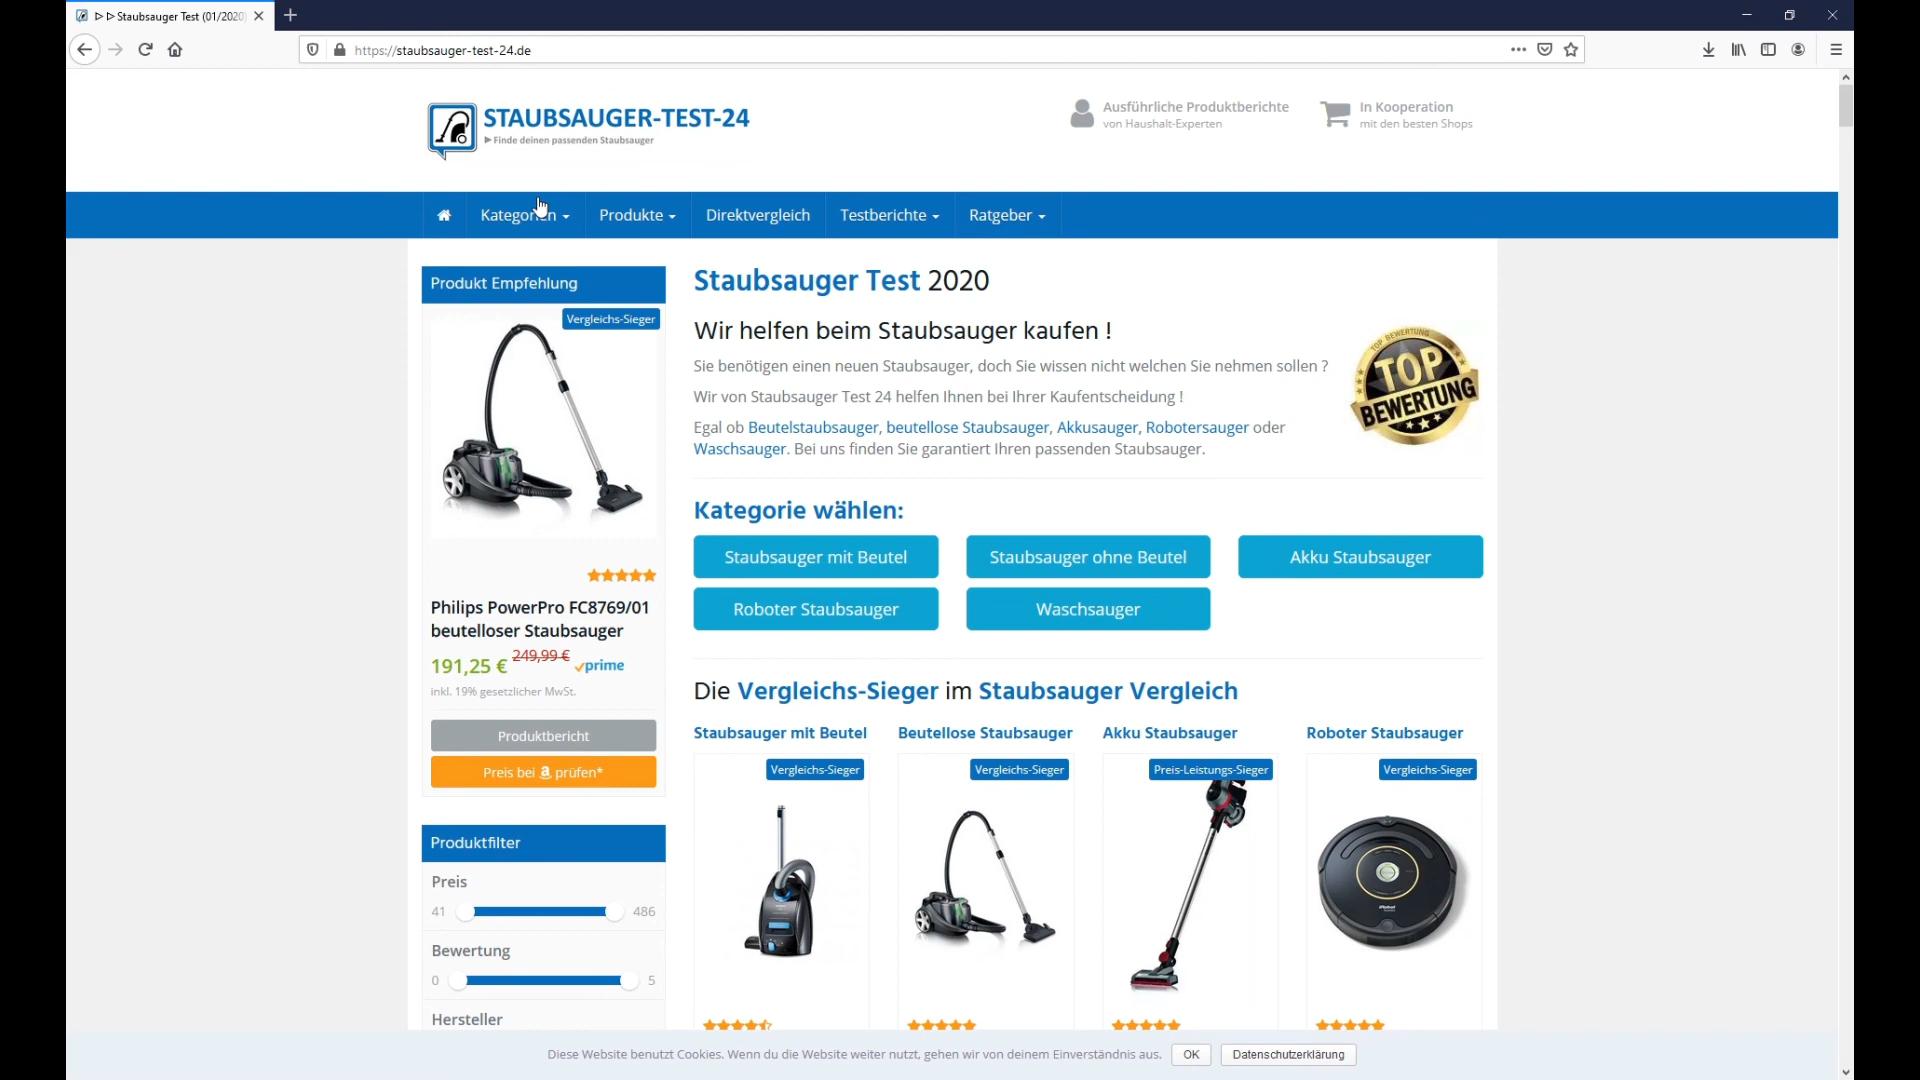 ▷ ▷ Staubsauger Test (01/2020)
https://staubsauger-test-24.de
STAUBSAUGER-TEST-24
Finde deinen passenden Staubsauger
Ausführliche Produktberichte
von Haushalt-Experten
In Kooperation
mit den besten Shops
Kategorien
Produkte
Direktvergleich
Testberichte
Ratgeber
Produkt Empfehlung
Vergleichs-Sieger
Philips PowerPro FC8769/01
beutelloser Staubsauger
191,25 € 249,99 € prime
inkl. 19% gesetzlicher MwSt.
Produktbericht
Preis bei a prüfen*
Produktfilter
Preis
41 486
Bewertung
0 5
Hersteller
Staubsauger Test 2020
Wir helfen beim Staubsauger kaufen !
Sie benötigen einen neuen Staubsauger, doch Sie wissen nicht welchen Sie nehmen sollen ?
Wir von Staubsauger Test 24 helfen Ihnen bei Ihrer Kaufentscheidung !
Egal ob Beutelstaubsauger, beutellose Staubsauger, Akkusauger, Robotersauger oder
Waschsauger. Bei uns finden Sie garantiert Ihren passenden Staubsauger.
TOP BEWERTUNG
TOP
BEWERTUNG
Kategorie wählen:
Staubsauger mit Beutel
Staubsauger ohne Beutel
Akku Staubsauger
Roboter Staubsauger
Waschsauger
Die Vergleichs-Sieger im Staubsauger Vergleich
Staubsauger mit Beutel
Beutellose Staubsauger
Akku Staubsauger
Roboter Staubsauger
Vergleichs-Sieger
Vergleichs-Sieger
Preis-Leistungs-Sieger
Vergleichs-Sieger
Diese Website benutzt Cookies. Wenn du die Website weiter nutzt, gehen wir von deinem Einverständnis aus.
OK
Datenschutzerklärung